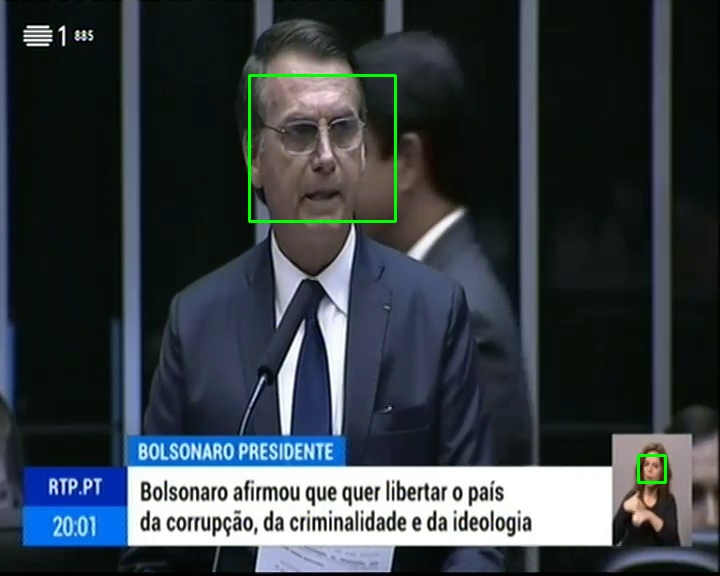 1 885
BOLSONARO PRESIDENTE
RTP.PT
Bolsonaro afirmou que quer libertar o país
20:01
da corrupção, da criminalidade e da ideologia